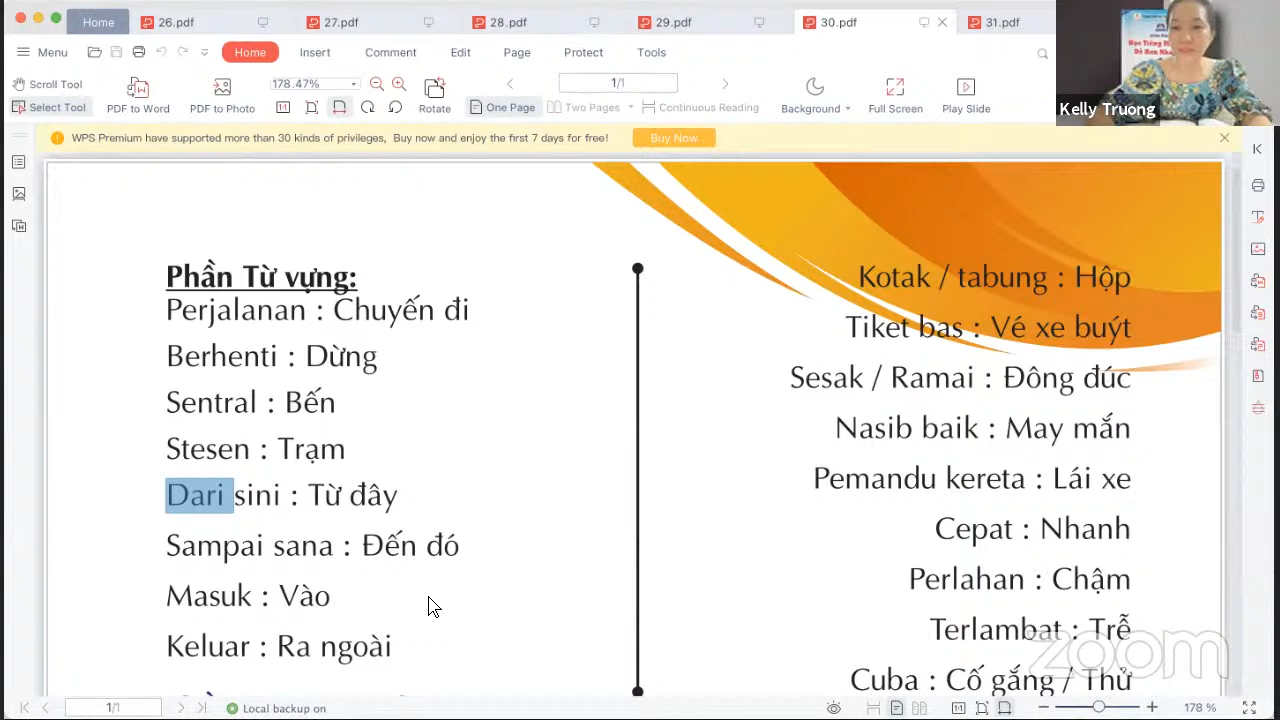 Home
26.pdf
27.pdf
28.pdf
29.pdf
30.pdf
31.pdf
Menu
Home
Insert
Comment
Edit
Page
Protect
Tools
Scroll Tool
Select Tool
PDF to Word
PDF to Photo
178.47%
Rotate
1/1
One Page
Two Pages
Continuous Reading
Background
Full Screen
Play Slide
Kelly Truong
WPS Premium have supported more than 30 kinds of privileges, Buy now and enjoy the first 7 days for free!
Buy Now
Phần Từ vựng:
Perjalanan : Chuyến đi
Berhenti : Dừng
Sentral : Bến
Stesen : Trạm
Dari sini : Từ đây
Sampai sana : Đến đó
Masuk : Vào
Keluar : Ra ngoài
Kotak / tabung : Hộp
Tiket bas : Vé xe buýt
Sesak / Ramai : Đông đúc
Nasib baik : May mắn
Pemandu kereta : Lái xe
Cepat : Nhanh
Perlahan : Chậm
Terlambat : Trễ
Cuba : Cố gắng / Thử
zoom
1/1
Local backup on
178 %